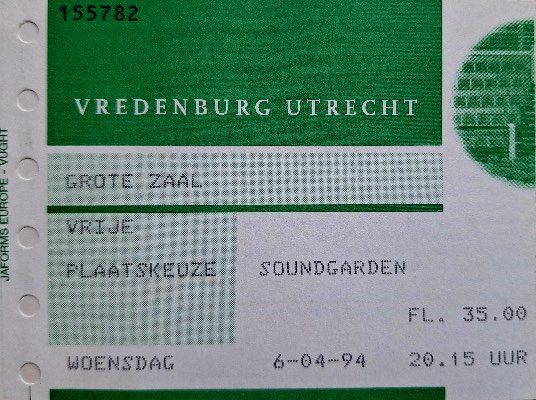 155782
VREDENBURG UTRECHT
GROTE ZAAL
VRIJE
PLAATSKEUZE SOUNDGARDEN
FL. 35.00
WOENSDAG 6-04-94 20.15 UUR
JAFORMS EUROPE - VUGHT